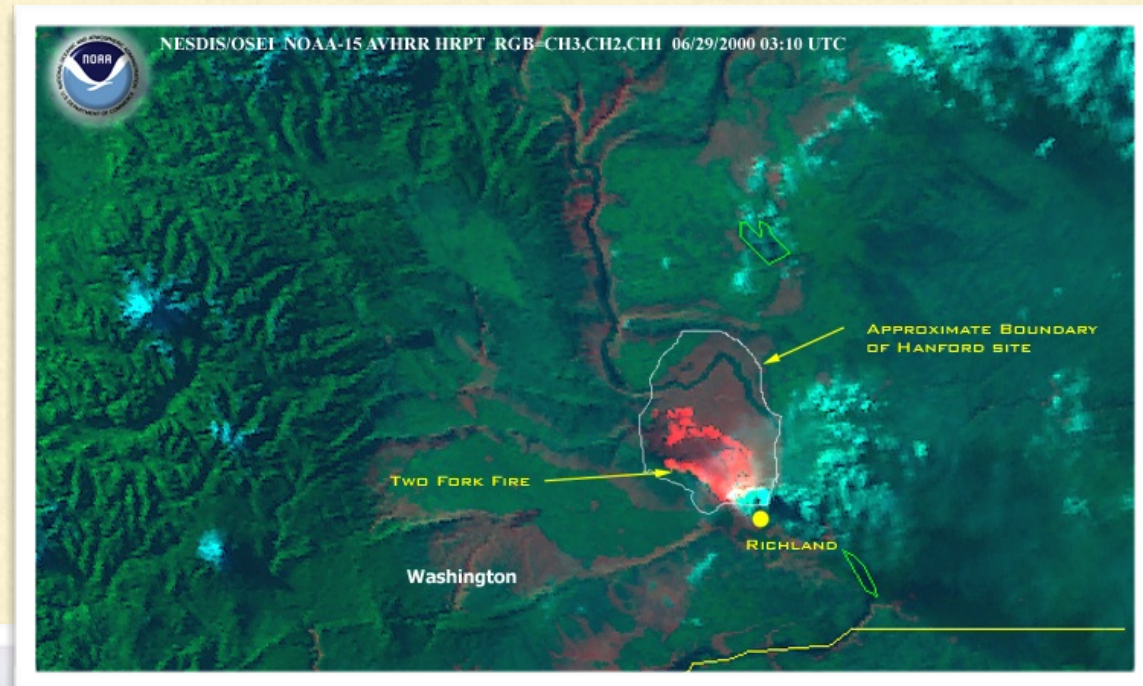 NESDIS/OSEI NOAA-15 AVHRR HRPT RGB=CH3,CH2,CH1 06/29/2000 03:10 UTC
NOAA
APPROXIMATE BOUNDARY
OF HANFORD SITE
TWO FORK FIRE
RICHLAND
Washington